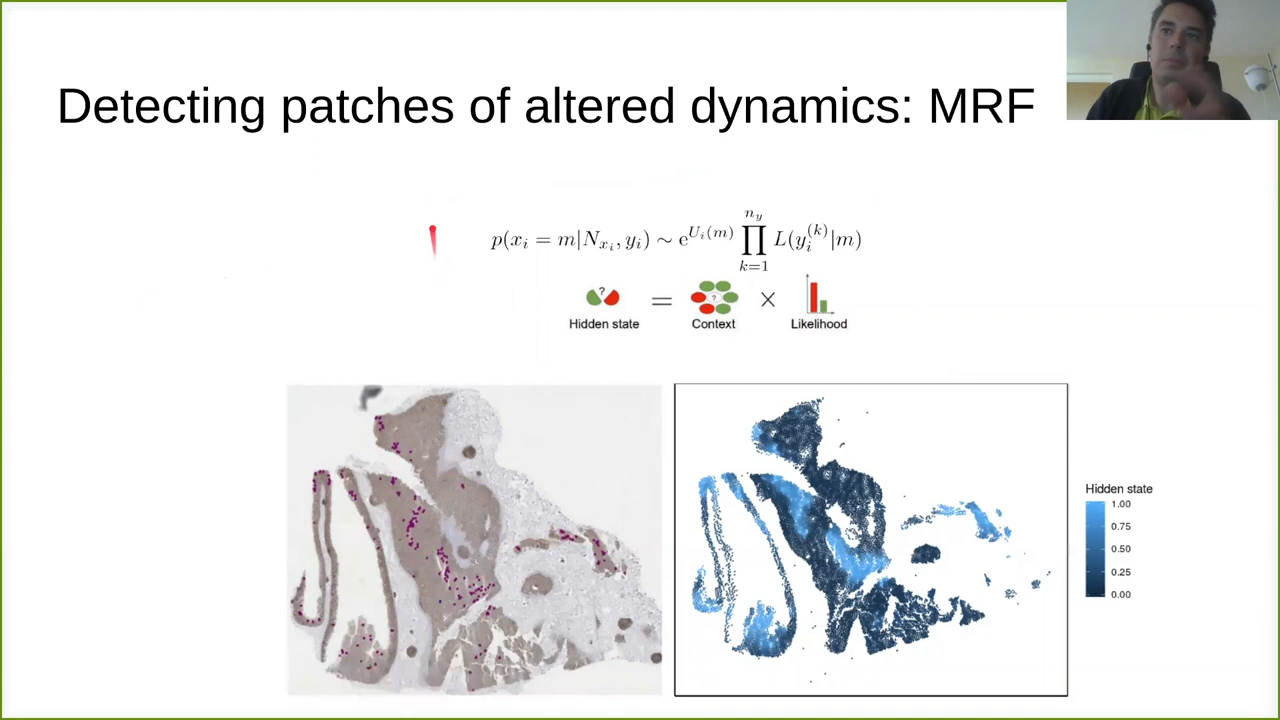 Detecting patches of altered dynamics: MRF
p(x_i = m|N_{x_i}, y_i) ∼ e^{U_i(m)} ∏_{k=1}^{n_y} L(y_i^{(k)}|m)
? = ? ×
Hidden state Context Likelihood
Hidden state
1.00
0.75
0.50
0.25
0.00